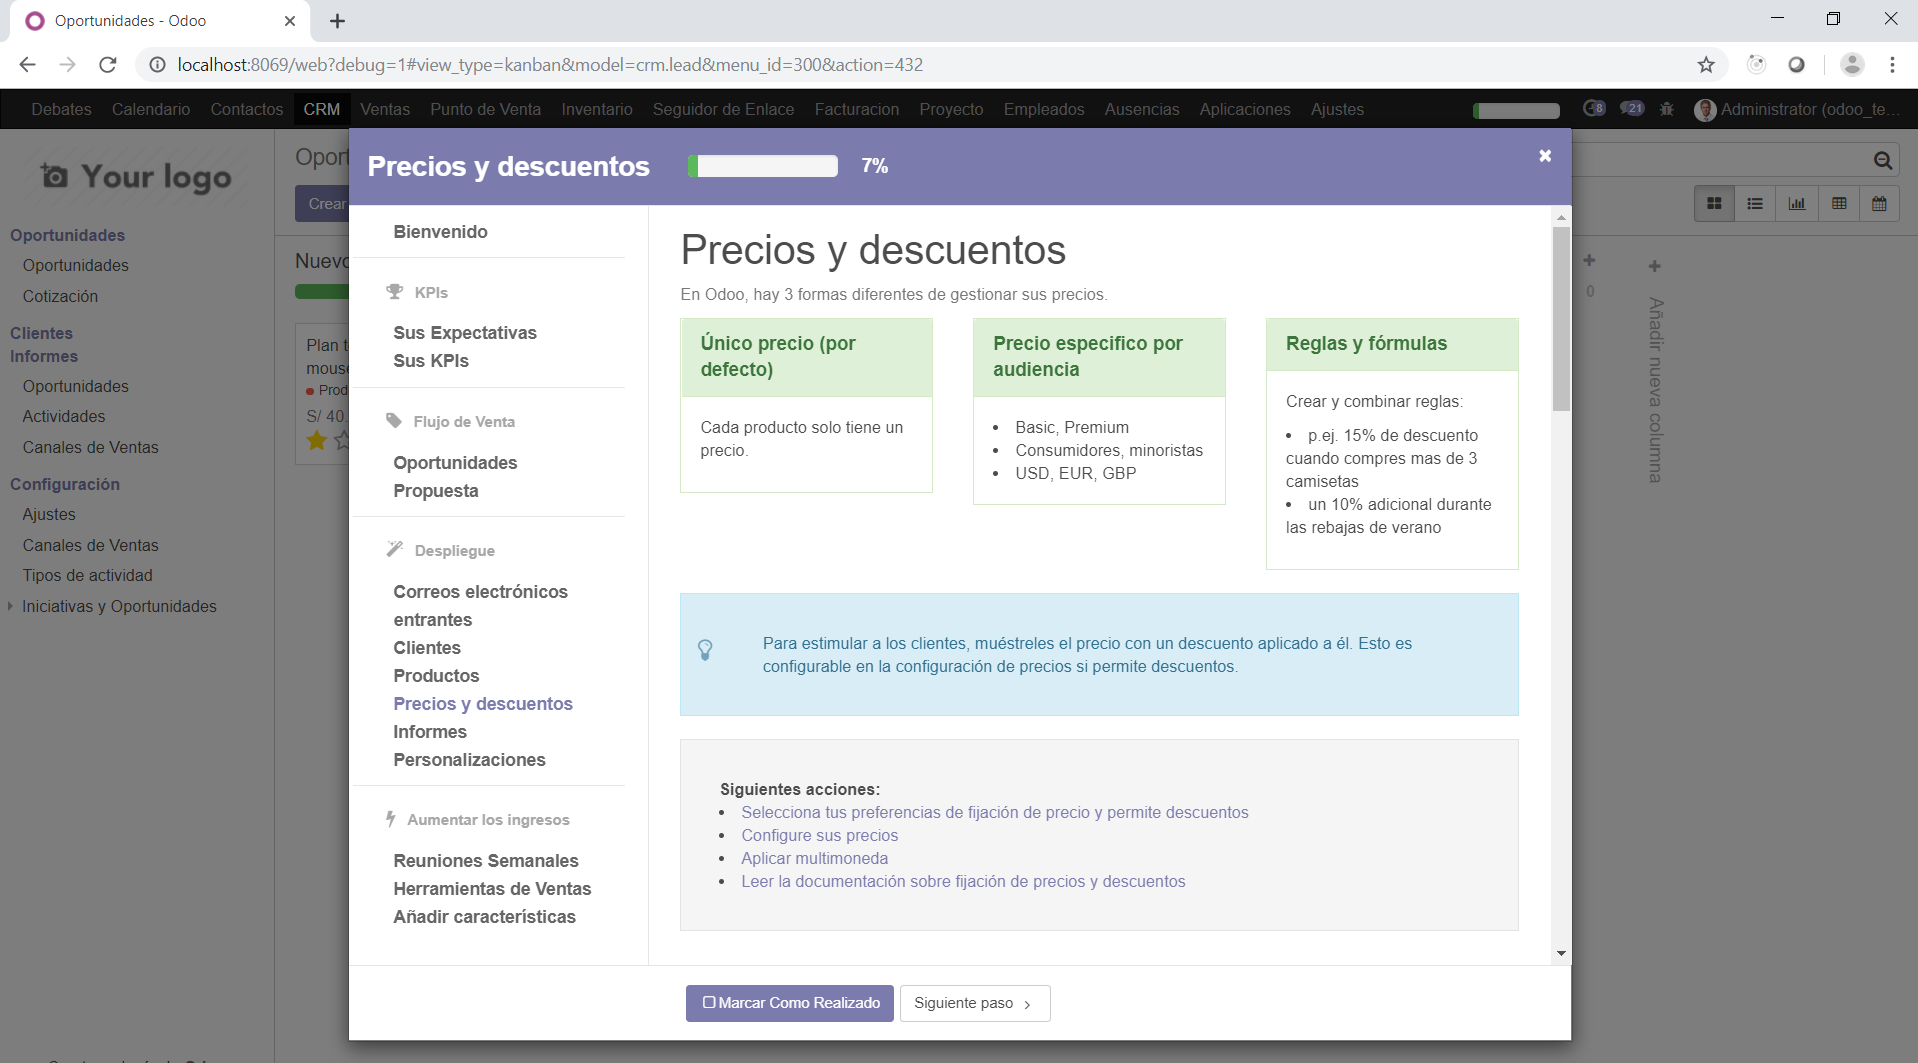 Oportunidades - Odoo
localhost:8069/web?debug=1#view_type=kanban&model=crm.lead&menu_id=300&action=432
Debates Calendario Contactos CRM Ventas Punto de Venta Inventario Seguidor de Enlace Facturacion Proyecto Empleados Ausencias Aplicaciones Ajustes 8 21 Administrator (odoo_te...
Your logo
Oportunidades
Oportunidades
Cotización
Clientes
Informes
Oportunidades
Actividades
Canales de Ventas
Configuración
Ajustes
Canales de Ventas
Tipos de actividad
Iniciativas y Oportunidades
Oport
Crear
Nuevo
Plan t
mouse
Prod
S/ 40.
0
Añadir nueva columna
Precios y descuentos 7%
Bienvenido
KPIs
Sus Expectativas
Sus KPIs
Flujo de Venta
Oportunidades
Propuesta
Despliegue
Correos electrónicos
entrantes
Clientes
Productos
Precios y descuentos
Informes
Personalizaciones
Aumentar los ingresos
Reuniones Semanales
Herramientas de Ventas
Añadir características
Precios y descuentos
En Odoo, hay 3 formas diferentes de gestionar sus precios.
Único precio (por
defecto)
Cada producto solo tiene un
precio.
Precio especifico por
audiencia
• Basic, Premium
• Consumidores, minoristas
• USD, EUR, GBP
Reglas y fórmulas
Crear y combinar reglas:
• p.ej. 15% de descuento
cuando compres mas de 3
camisetas
• un 10% adicional durante
las rebajas de verano
Para estimular a los clientes, muéstreles el precio con un descuento aplicado a él. Esto es
configurable en la configuración de precios si permite descuentos.
Siguientes acciones:
• Selecciona tus preferencias de fijación de precio y permite descuentos
• Configure sus precios
• Aplicar multimoneda
• Leer la documentación sobre fijación de precios y descuentos
Marcar Como Realizado
Siguiente paso